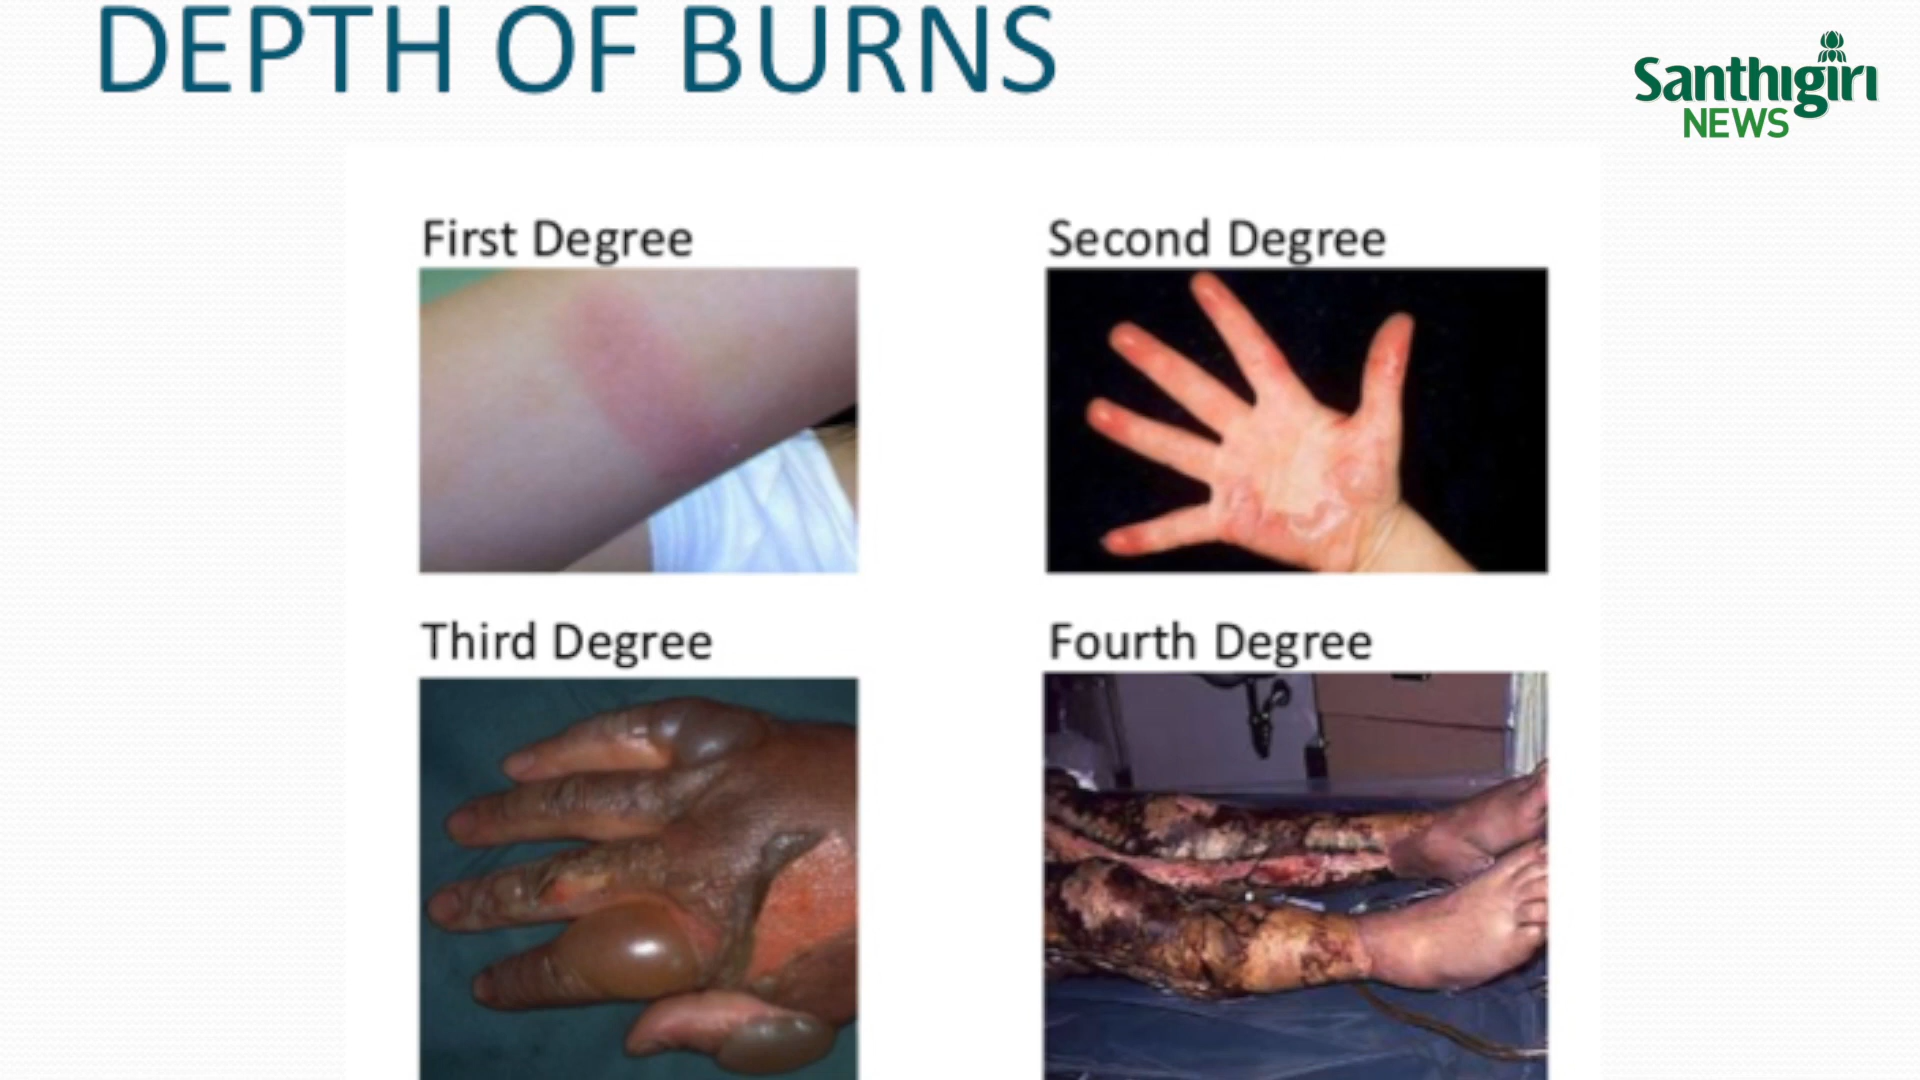 DEPTH OF BURNS
Santhigiri
NEWS
First Degree
Second Degree
Third Degree
Fourth Degree